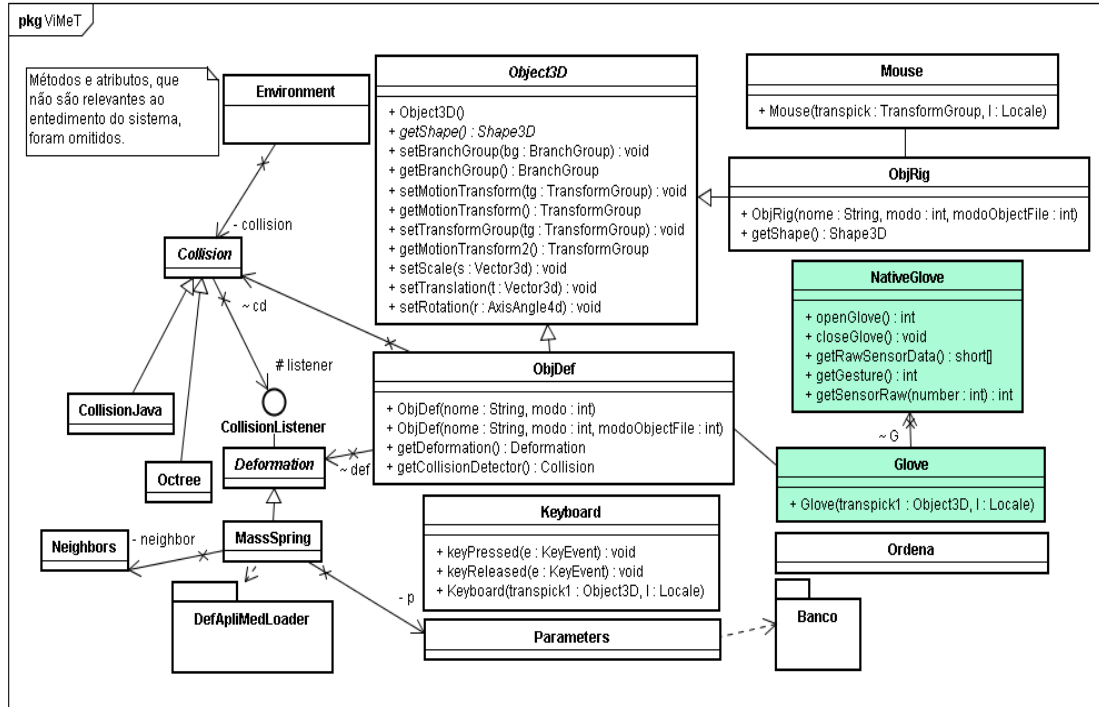 pkg ViMeT
Métodos e atributos, que
não são relevantes ao
entedimento do sistema,
foram omitidos.
Environment
- collision
Collision
~ cd
# listener
CollisionJava
Octree
CollisionListener
Deformation
~ def
MassSpring
- neighbor
Neighbors
DefApliMedLoader
- p
Object3D
+ Object3D()
+ getShape() : Shape3D
+ setBranchGroup(bg : BranchGroup) : void
+ getBranchGroup() : BranchGroup
+ setMotionTransform(tg : TransformGroup) : void
+ getMotionTransform() : TransformGroup
+ setTransformGroup(tg : TransformGroup) : void
+ getMotionTransform2() : TransformGroup
+ setScale(s : Vector3d) : void
+ setTranslation(t : Vector3d) : void
+ setRotation(r : AxisAngle4d) : void
ObjDef
+ ObjDef(nome : String, modo : int)
+ ObjDef(nome : String, modo : int, modoObjectFile : int)
+ getDeformation() : Deformation
+ getCollisionDetector() : Collision
Keyboard
+ keyPressed(e : KeyEvent) : void
+ keyReleased(e : KeyEvent) : void
+ Keyboard(transpick1 : Object3D, l : Locale)
Parameters
Mouse
+ Mouse(transpick : TransformGroup, l : Locale)
ObjRig
+ ObjRig(nome : String, modo : int, modoObjectFile : int)
+ getShape() : Shape3D
NativeGlove
+ openGlove() : int
+ closeGlove() : void
+ getRawSensorData() : short[]
+ getGesture() : int
+ getSensorRaw(number : int) : int
~ G
Glove
+ Glove(transpick1 : Object3D, l : Locale)
Ordena
Banco